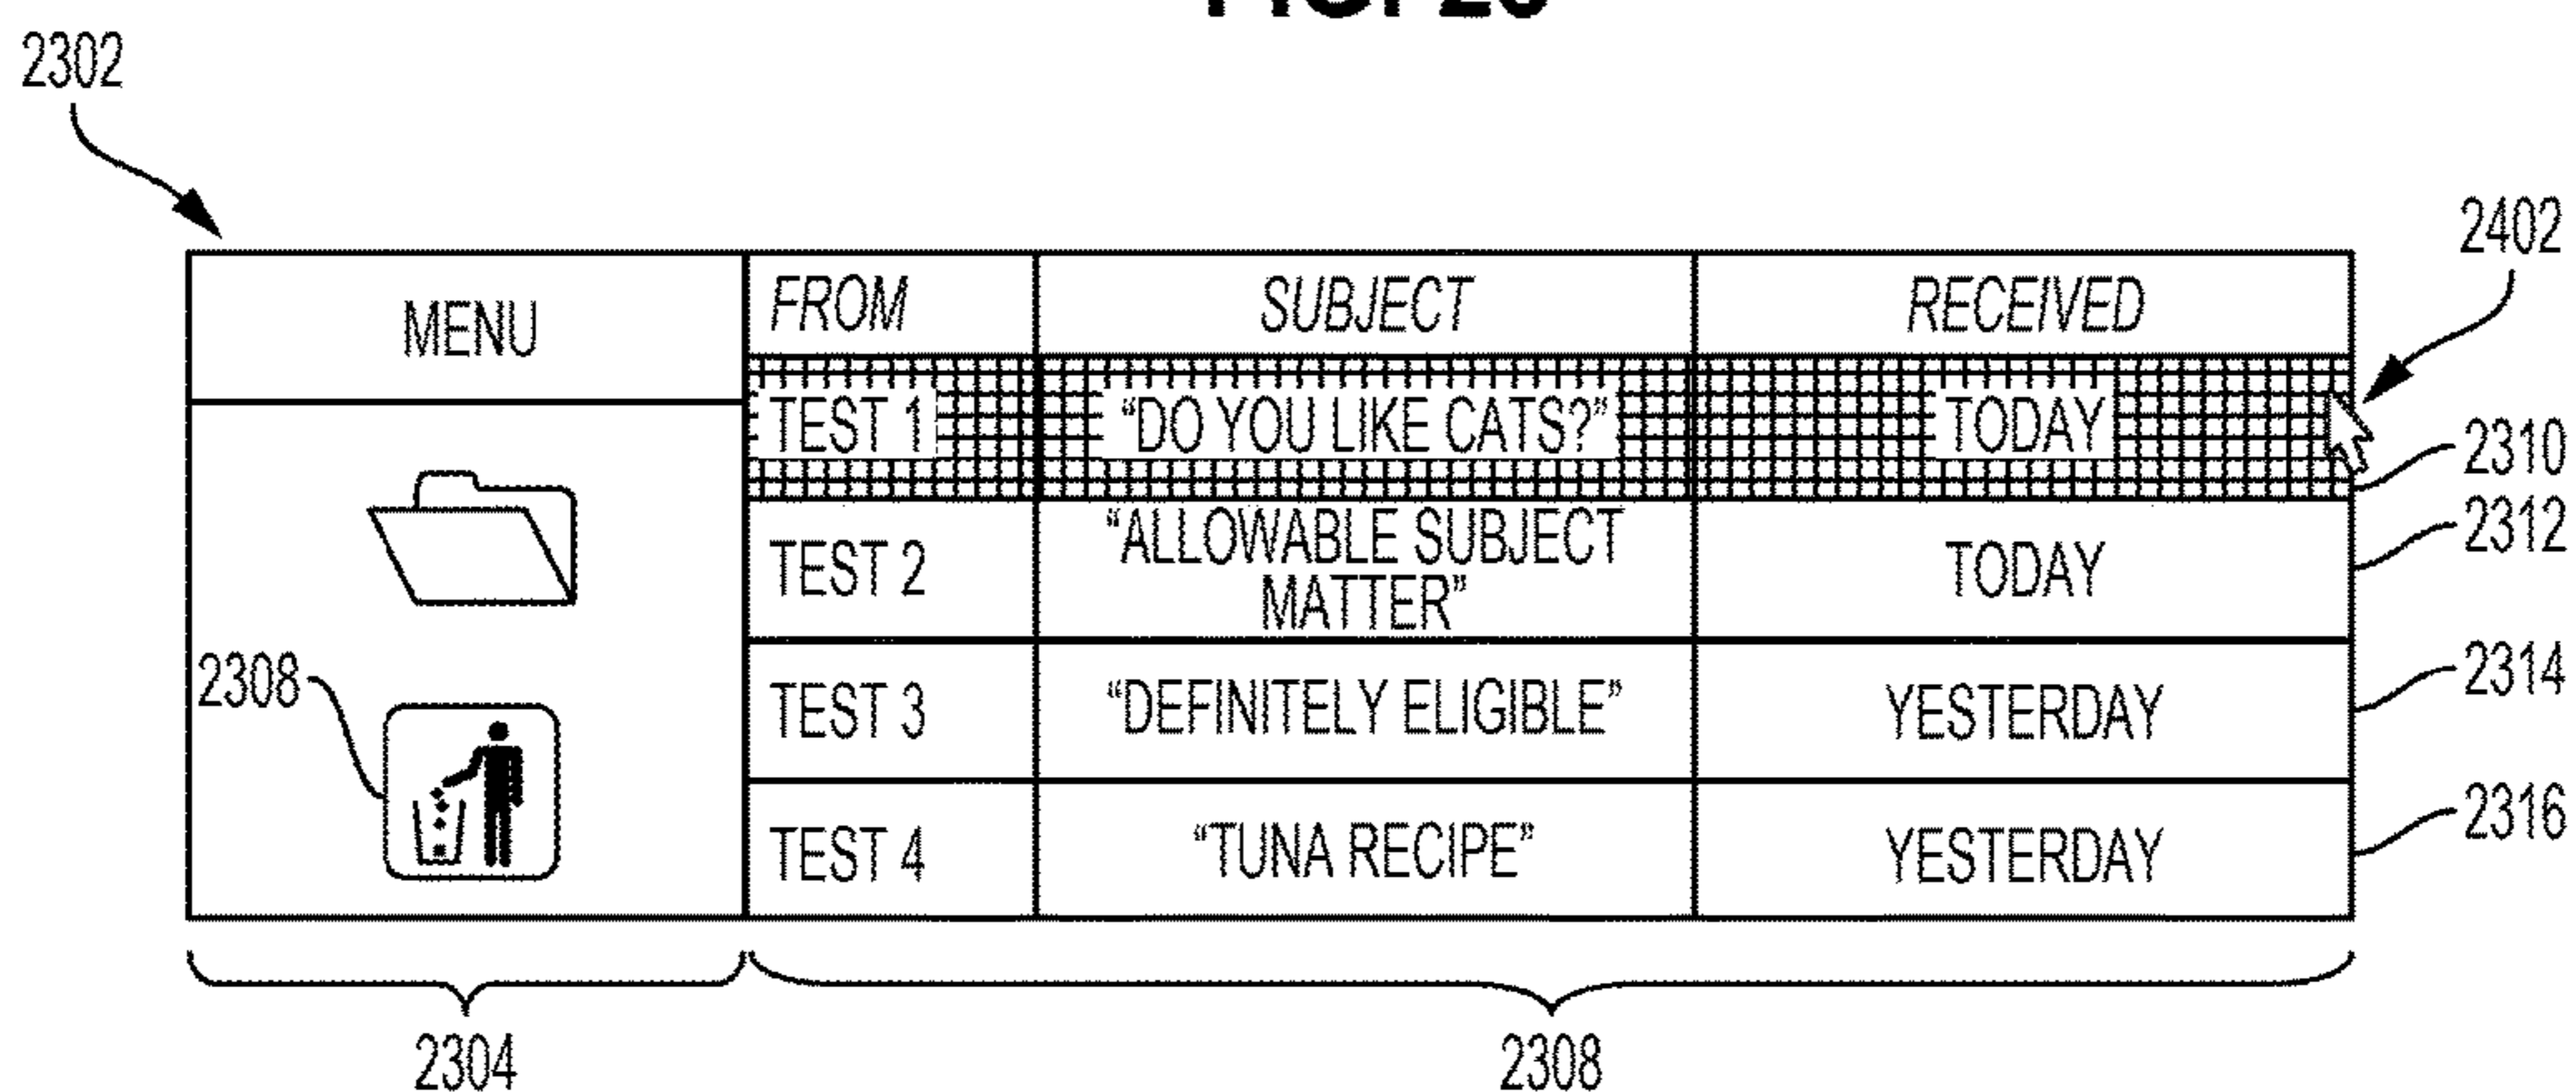 2302
2402
MENU
FROM SUBJECT RECEIVED
TEST 1 “DO YOU LIKE CATS?” TODAY
2310
TEST 2 “ALLOWABLE SUBJECT MATTER” TODAY
2312
2308
TEST 3 “DEFINITELY ELIGIBLE” YESTERDAY
2314
TEST 4 “TUNA RECIPE” YESTERDAY
2316
2304 2308